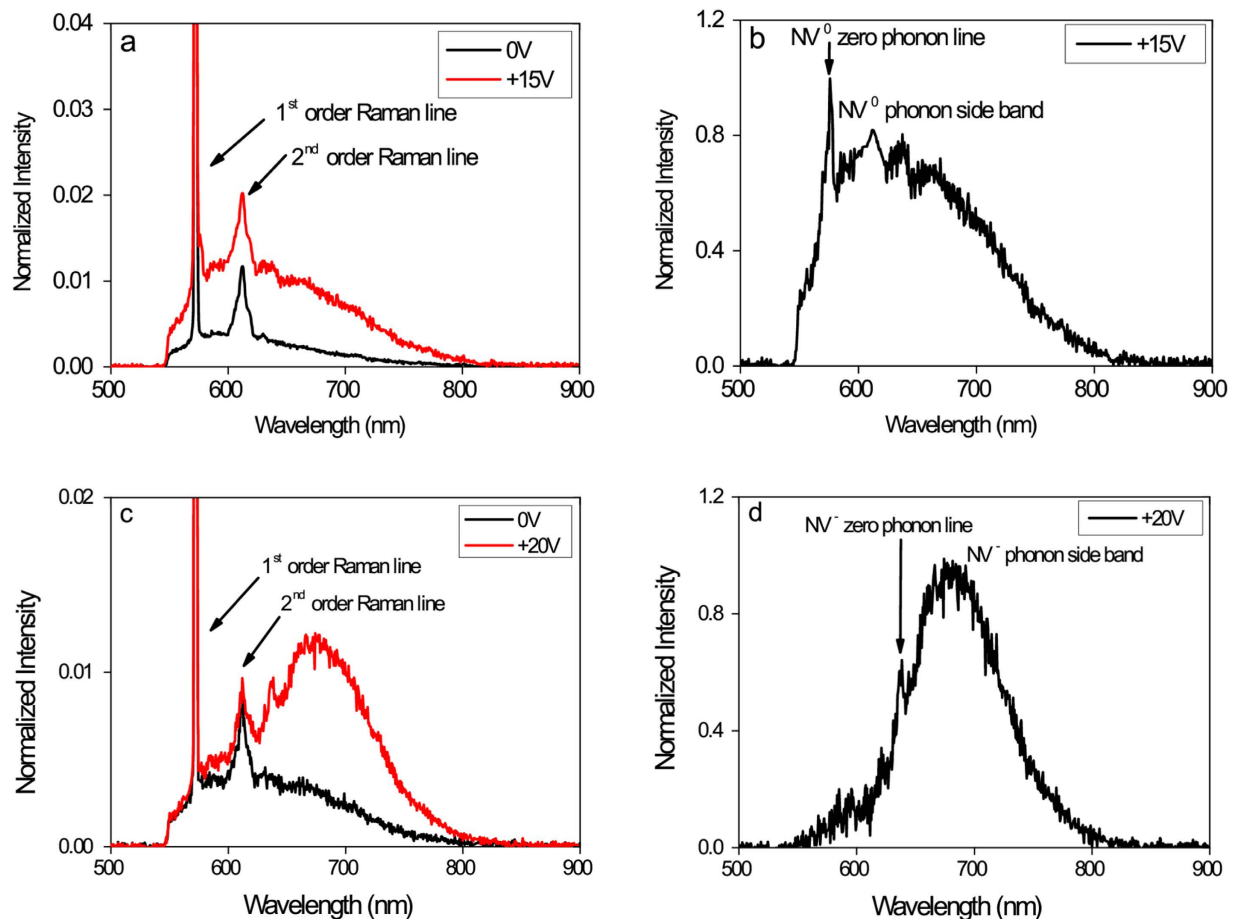 a
0V
+15V
1st order Raman line
2nd order Raman line
0.04
0.03
0.02
0.01
0.00
500 600 700 800 900
Normalized Intensity
Wavelength (nm)
b
+15V
NV0 zero phonon line
NV0 phonon side band
1.2
0.8
0.4
0.0
500 600 700 800 900
Normalized Intensity
Wavelength (nm)
c
0V
+20V
1st order Raman line
2nd order Raman line
0.02
0.01
0.00
500 600 700 800 900
Normalized Intensity
Wavelength (nm)
d
+20V
NV- zero phonon line
NV- phonon side band
1.2
0.8
0.4
0.0
500 600 700 800 900
Normalized Intensity
Wavelength (nm)